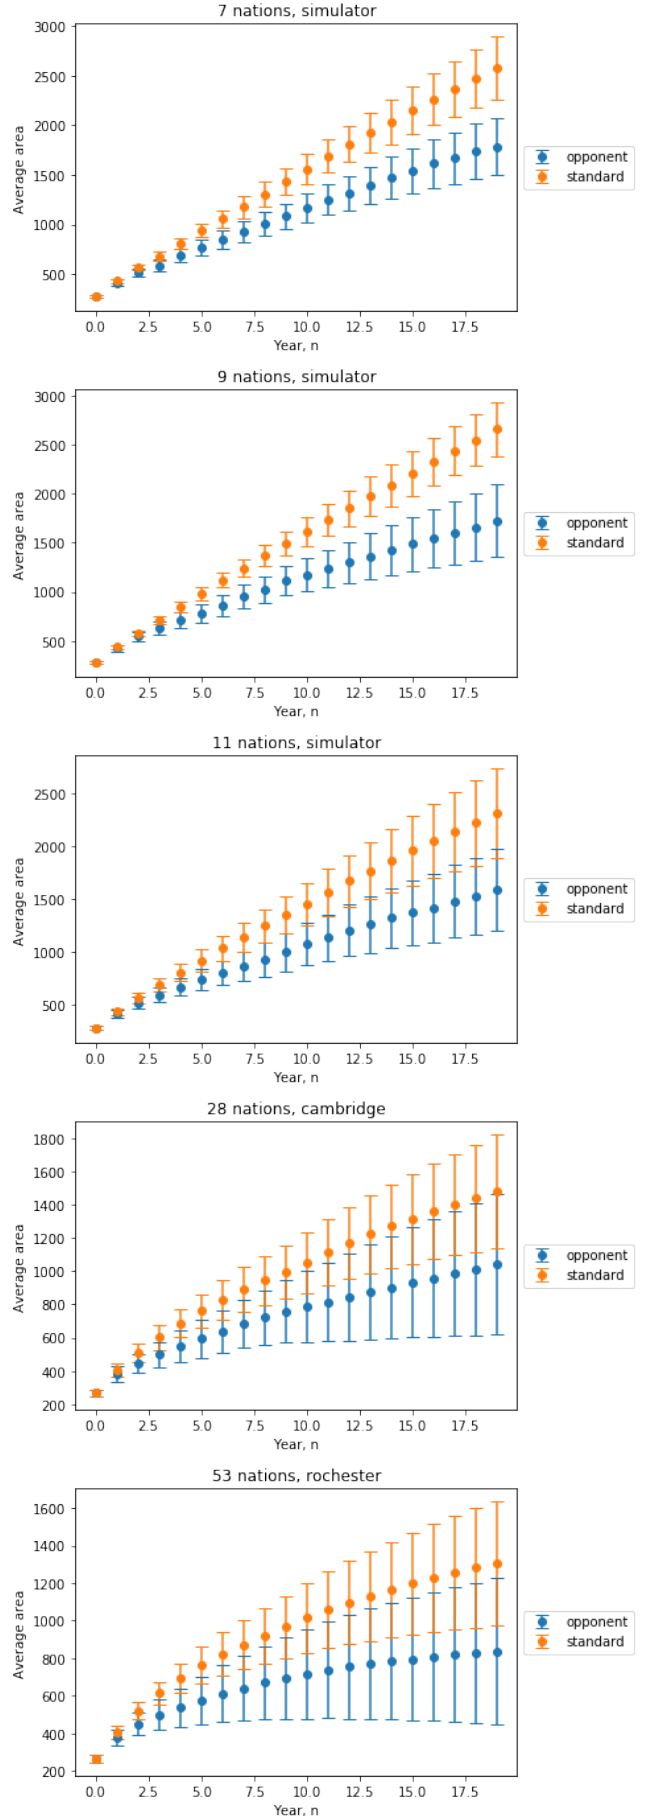 7 nations, simulator
3000
2500
2000
1500
1000
500
Average area
0.0 2.5 5.0 7.5 10.0 12.5 15.0 17.5
Year, n
opponent
standard
9 nations, simulator
3000
2500
2000
1500
1000
500
Average area
0.0 2.5 5.0 7.5 10.0 12.5 15.0 17.5
Year, n
opponent
standard
11 nations, simulator
2500
2000
1500
1000
500
Average area
0.0 2.5 5.0 7.5 10.0 12.5 15.0 17.5
Year, n
opponent
standard
28 nations, cambridge
1800
1600
1400
1200
1000
800
600
400
200
Average area
0.0 2.5 5.0 7.5 10.0 12.5 15.0 17.5
Year, n
opponent
standard
53 nations, rochester
1600
1400
1200
1000
800
600
400
200
Average area
0.0 2.5 5.0 7.5 10.0 12.5 15.0 17.5
Year, n
opponent
standard